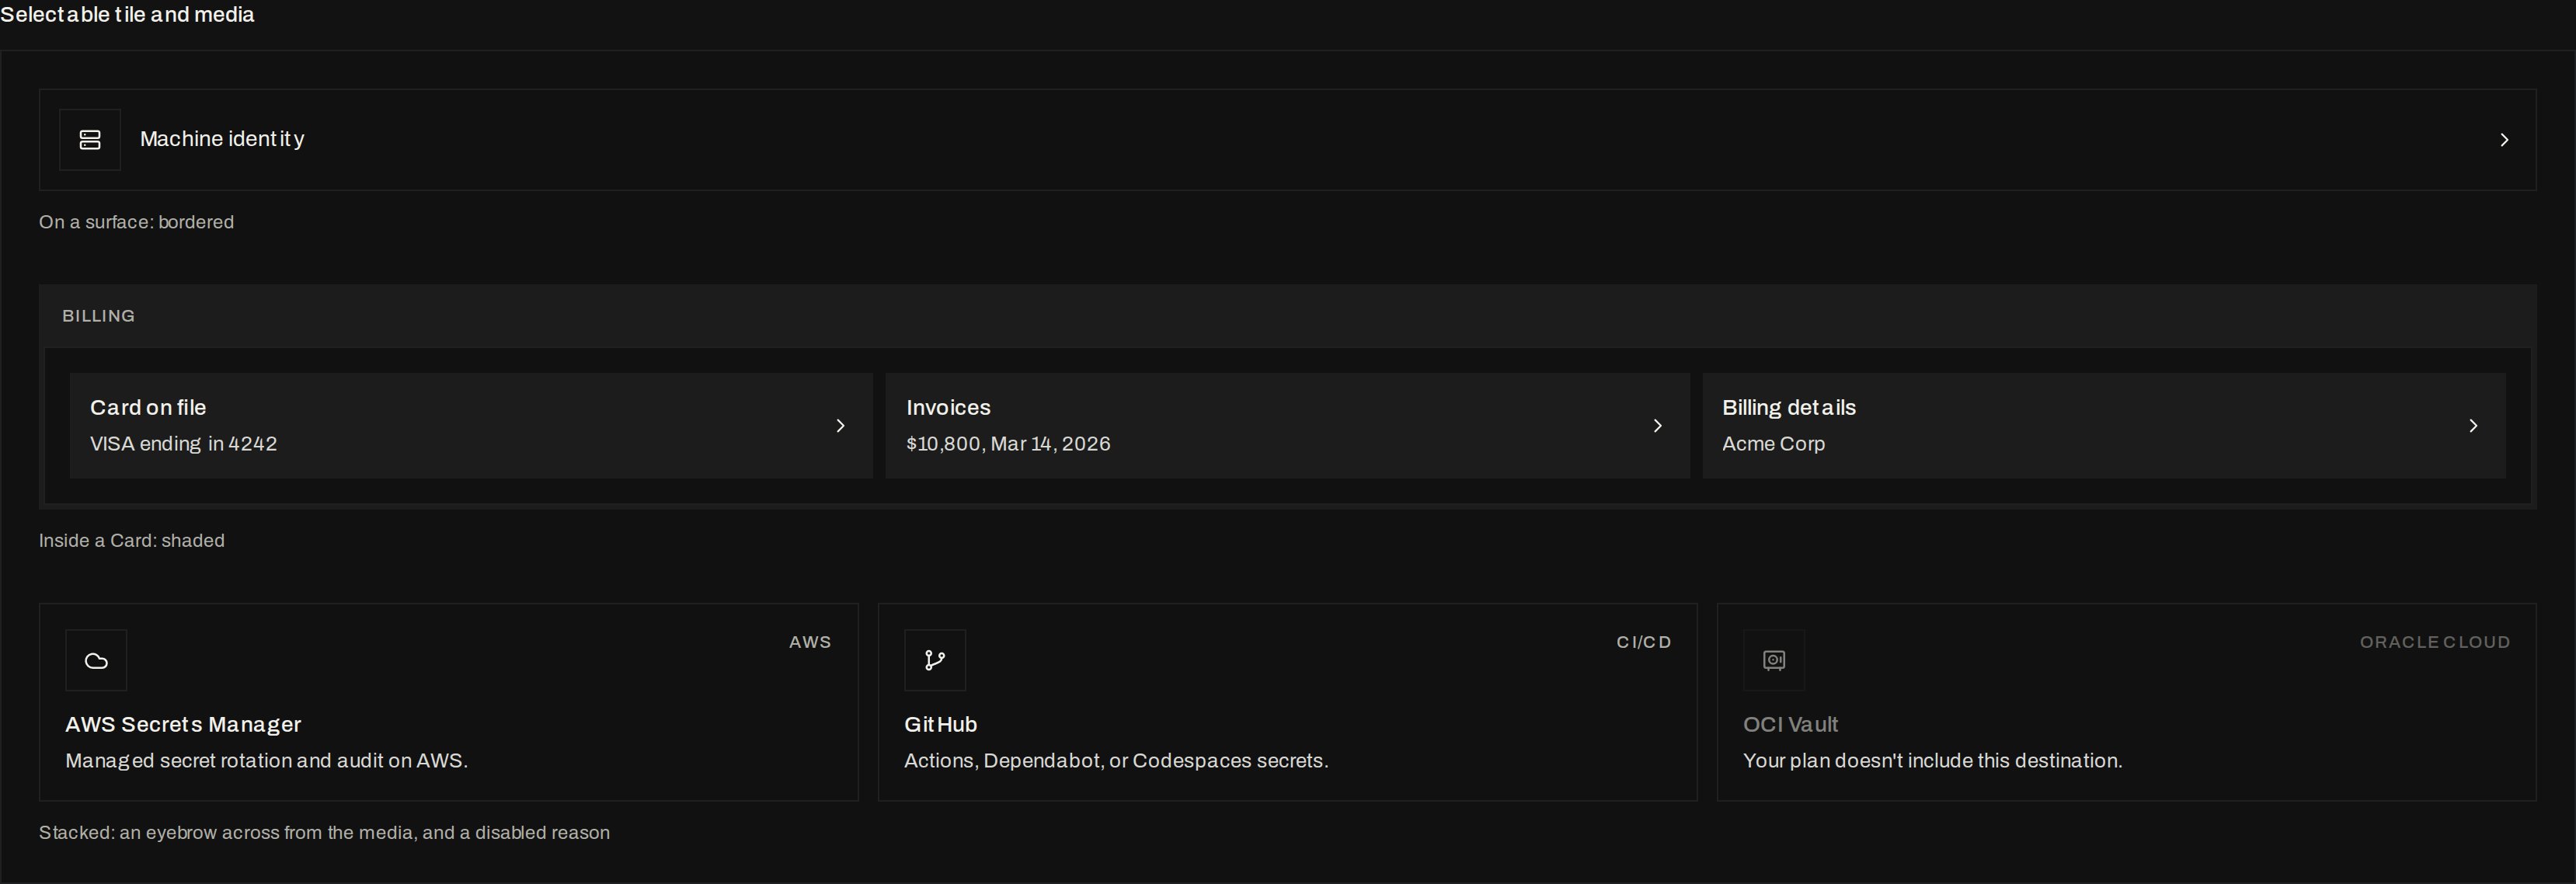 Selectable tile and media
Machine identity
On a surface: bordered
BILLING
Card on file
VISA ending in 4242
Invoices
$10,800, Mar 14, 2026
Billing details
Acme Corp
Inside a Card: shaded
AWS
AWS Secrets Manager
Managed secret rotation and audit on AWS.
CI/CD
GitHub
Actions, Dependabot, or Codespaces secrets.
ORACLE CLOUD
OCI Vault
Your plan doesn't include this destination.
Stacked: an eyebrow across from the media, and a disabled reason